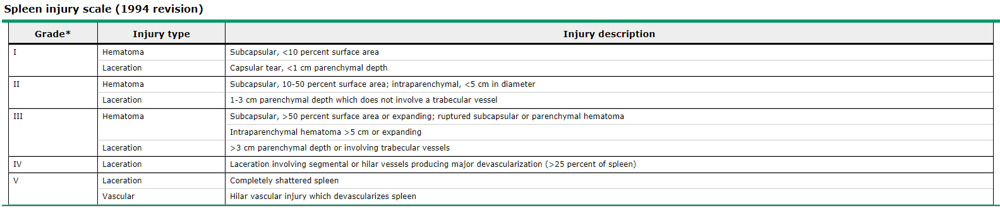 Spleen injury scale (1994 revision)
Grade* Injury type Injury description
I Hematoma Subcapsular, <10 percent surface area
Laceration Capsular tear, <1 cm parenchymal depth
II Hematoma Subcapsular, 10-50 percent surface area; intraparenchymal, <5 cm in diameter
Laceration 1-3 cm parenchymal depth which does not involve a trabecular vessel
III Hematoma Subcapsular, >50 percent surface area or expanding; ruptured subcapsular or parenchymal hematoma
Intraparenchymal hematoma >5 cm or expanding
Laceration >3 cm parenchymal depth or involving trabecular vessels
IV Laceration Laceration involving segmental or hilar vessels producing major devascularization (>25 percent of spleen)
V Laceration Completely shattered spleen
Vascular Hilar vascular injury which devascularizes spleen